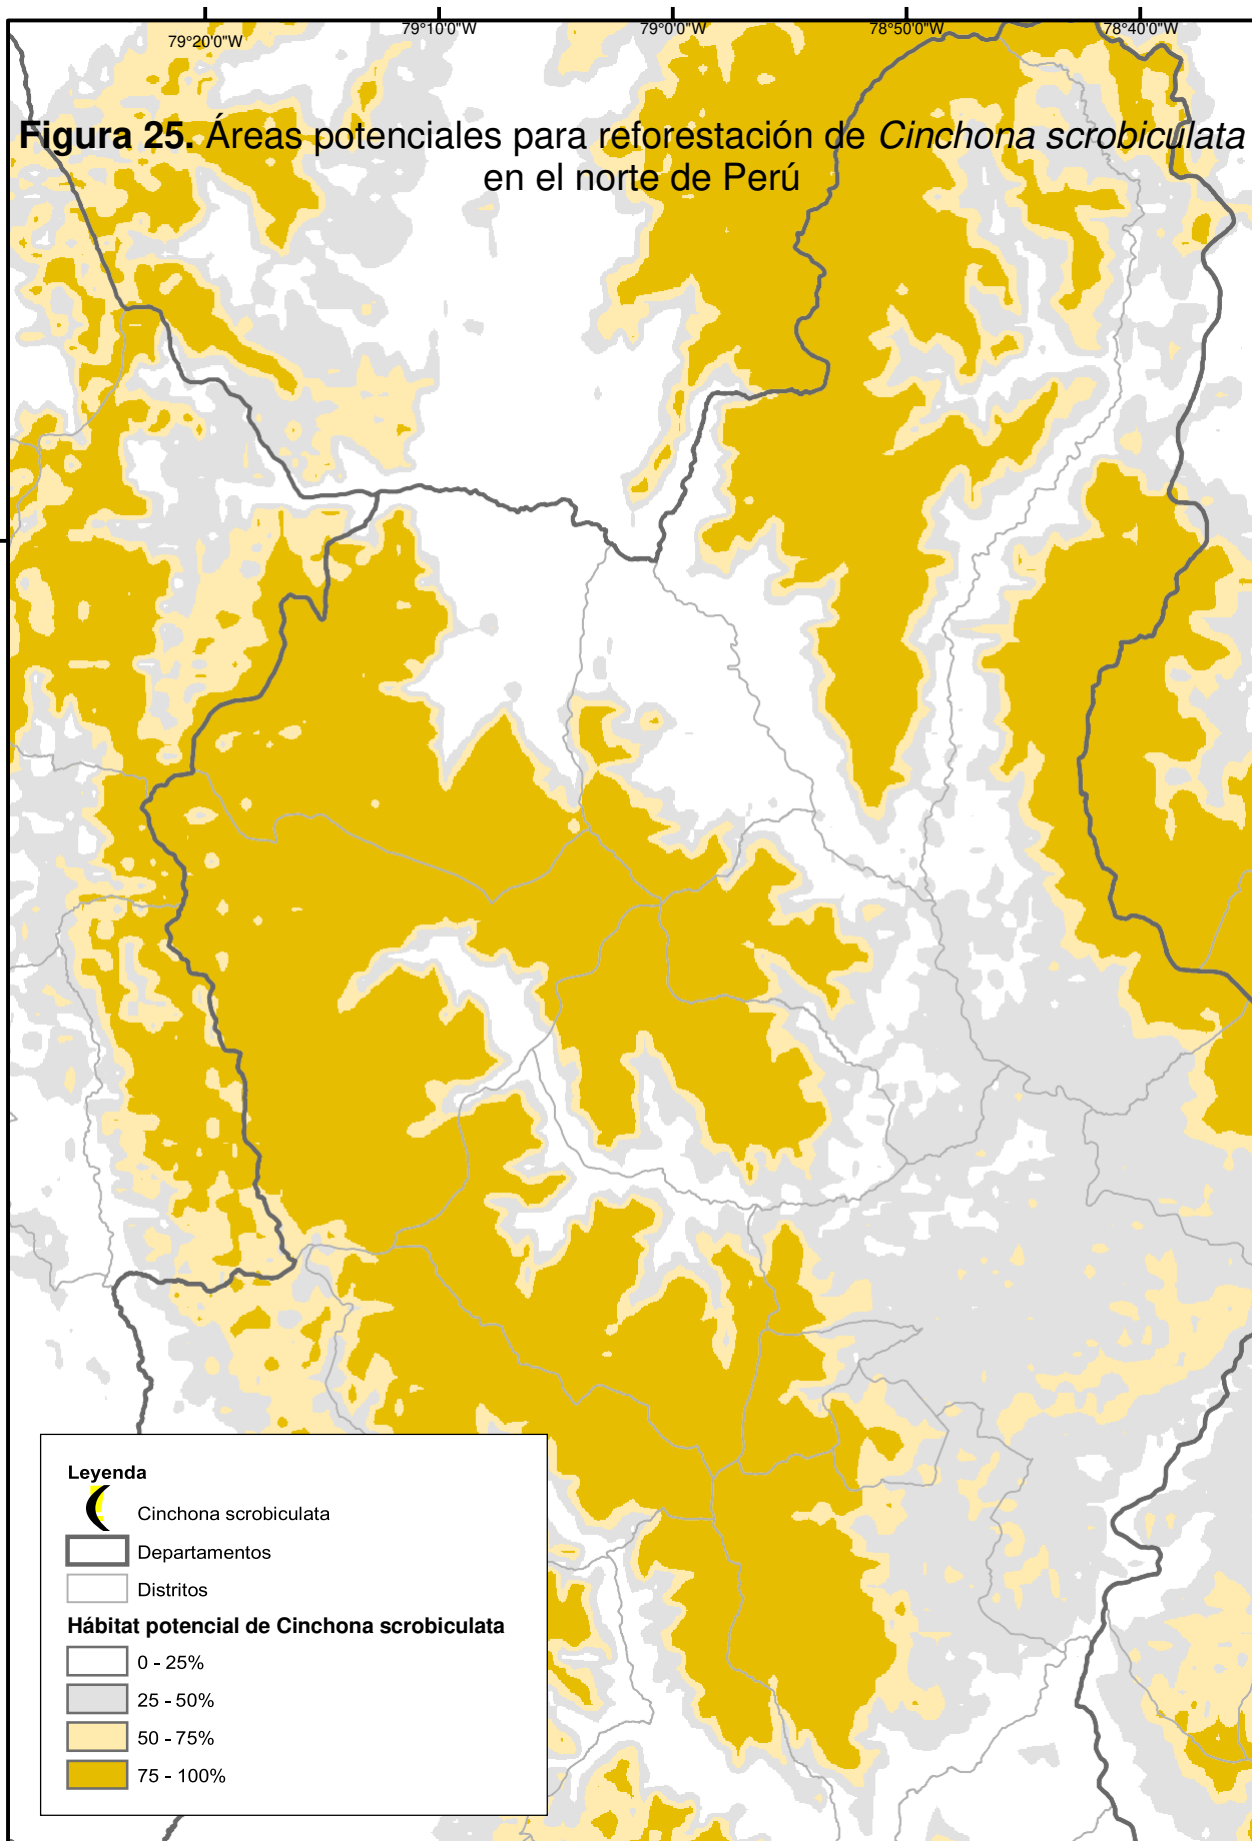 79°20'0"W 79°10'0"W 79°0'0"W 78°50'0"W 78°40'0"W
Figura 25. Áreas potenciales para reforestación de Cinchona scrobiculata
en el norte de Perú
Leyenda
Cinchona scrobiculata
Departamentos
Distritos
Hábitat potencial de Cinchona scrobiculata
0 - 25%
25 - 50%
50 - 75%
75 - 100%